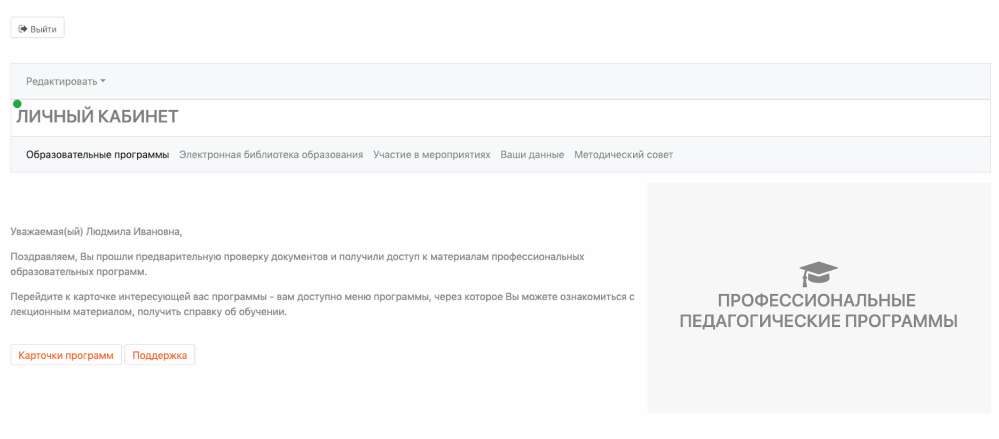 Выйти
Редактировать
ЛИЧНЫЙ КАБИНЕТ
Образовательные программы Электронная библиотека образования Участие в мероприятиях Ваши данные Методический совет
Уважаемая(ый) Людмила Ивановна,
Поздравляем, Вы прошли предварительную проверку документов и получили доступ к материалам профессиональных
образовательных программ.
Перейдите к карточке интересующей вас программы - вам доступно меню программы, через которое Вы можете ознакомиться с
лекционным материалом, получить справку об обучении.
Карточки программ Поддержка
ПРОФЕССИОНАЛЬНЫЕ
ПЕДАГОГИЧЕСКИЕ ПРОГРАММЫ